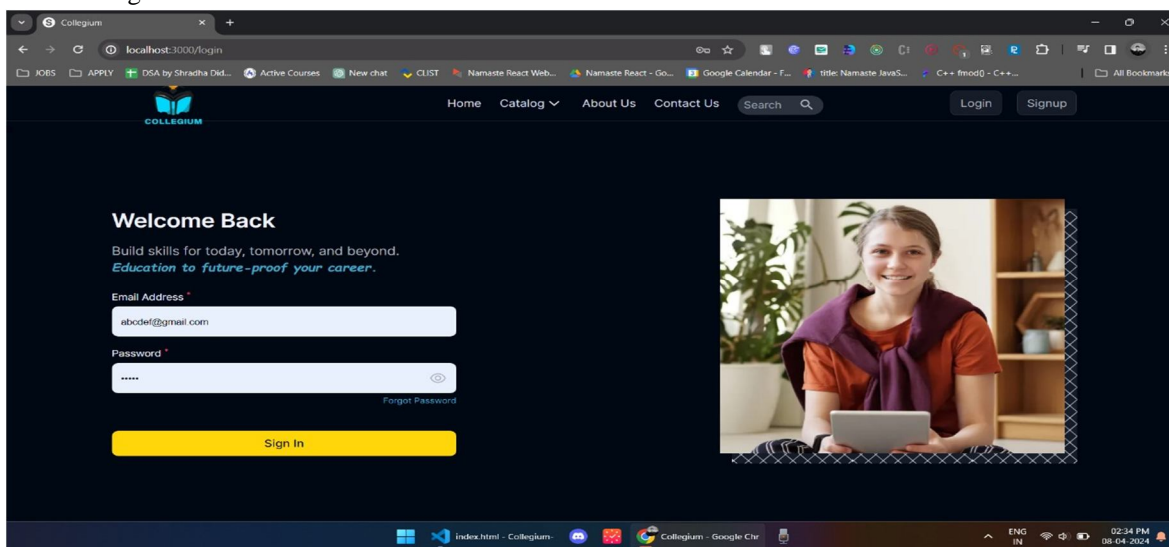 Collegium
localhost:3000/login
JOBS APPLY DSA by Shradha Did... Active Courses New chat CLIST Namaste React Web... Namaste React - Go... Google Calendar - F... title: Namaste JavaS... C++ fmod() - C++... All Bookmark
COLLEGIUM
Home Catalog About Us Contact Us Search Login Signup
Welcome Back
Build skills for today, tomorrow, and beyond.
Education to future-proof your career.
Email Address *
abcdef@gmail.com
Password *
•••••
Forgot Password
Sign In
index.html - Collegium- Collegium - Google Chr ENG 02:34 PM
IN 08-04-2024